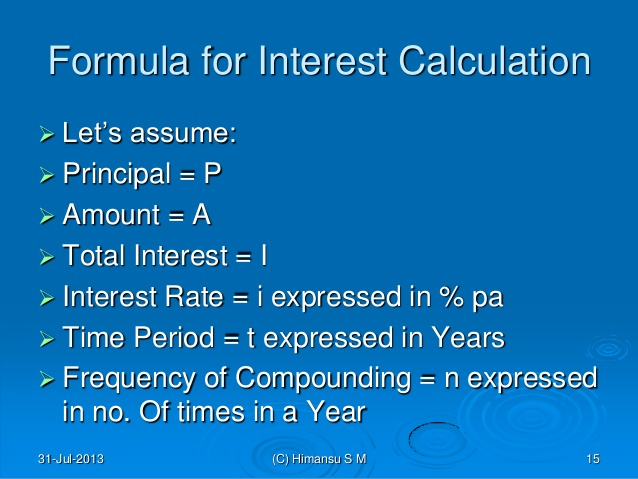 Formula for Interest Calculation
➢ Let’s assume:
➢ Principal = P
➢ Amount = A
➢ Total Interest = I
➢ Interest Rate = i expressed in % pa
➢ Time Period = t expressed in Years
➢ Frequency of Compounding = n expressed
in no. Of times in a Year
31-Jul-2013 (C) Himansu S M 15